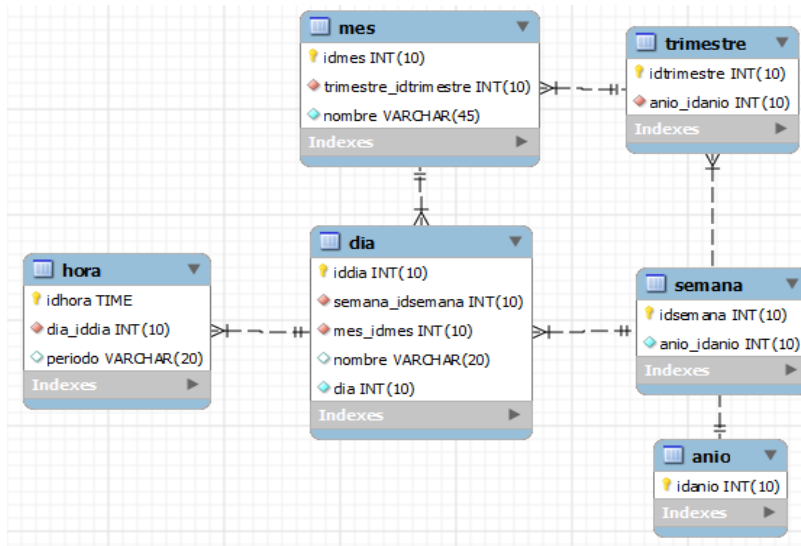 mes
idmes INT(10)
trimestre_idtrimestre INT(10)
nombre VARCHAR(45)
Indexes
trimestre
idtrimestre INT(10)
anio_idanio INT(10)
Indexes
hora
idhora TIME
dia_iddia INT(10)
periodo VARCHAR(20)
Indexes
dia
iddia INT(10)
semana_idsemana INT(10)
mes_idmes INT(10)
nombre VARCHAR(20)
dia INT(10)
Indexes
semana
idsemana INT(10)
anio_idanio INT(10)
Indexes
anio
idanio INT(10)
Indexes